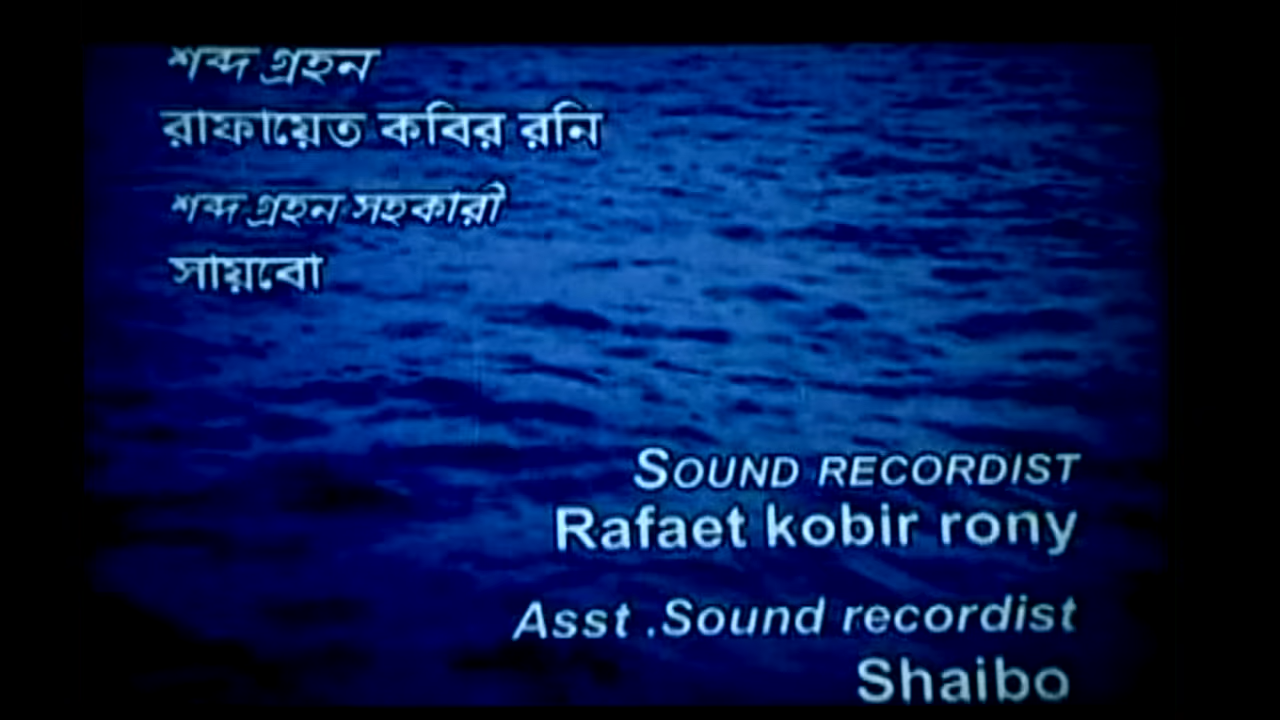 শব্দ গ্রহন
রাফায়েত কবির রনি
শব্দ গ্রহন সহকারী
সায়বো
SOUND RECORDIST
Rafaet kobir rony
Asst .Sound recordist
Shaibo